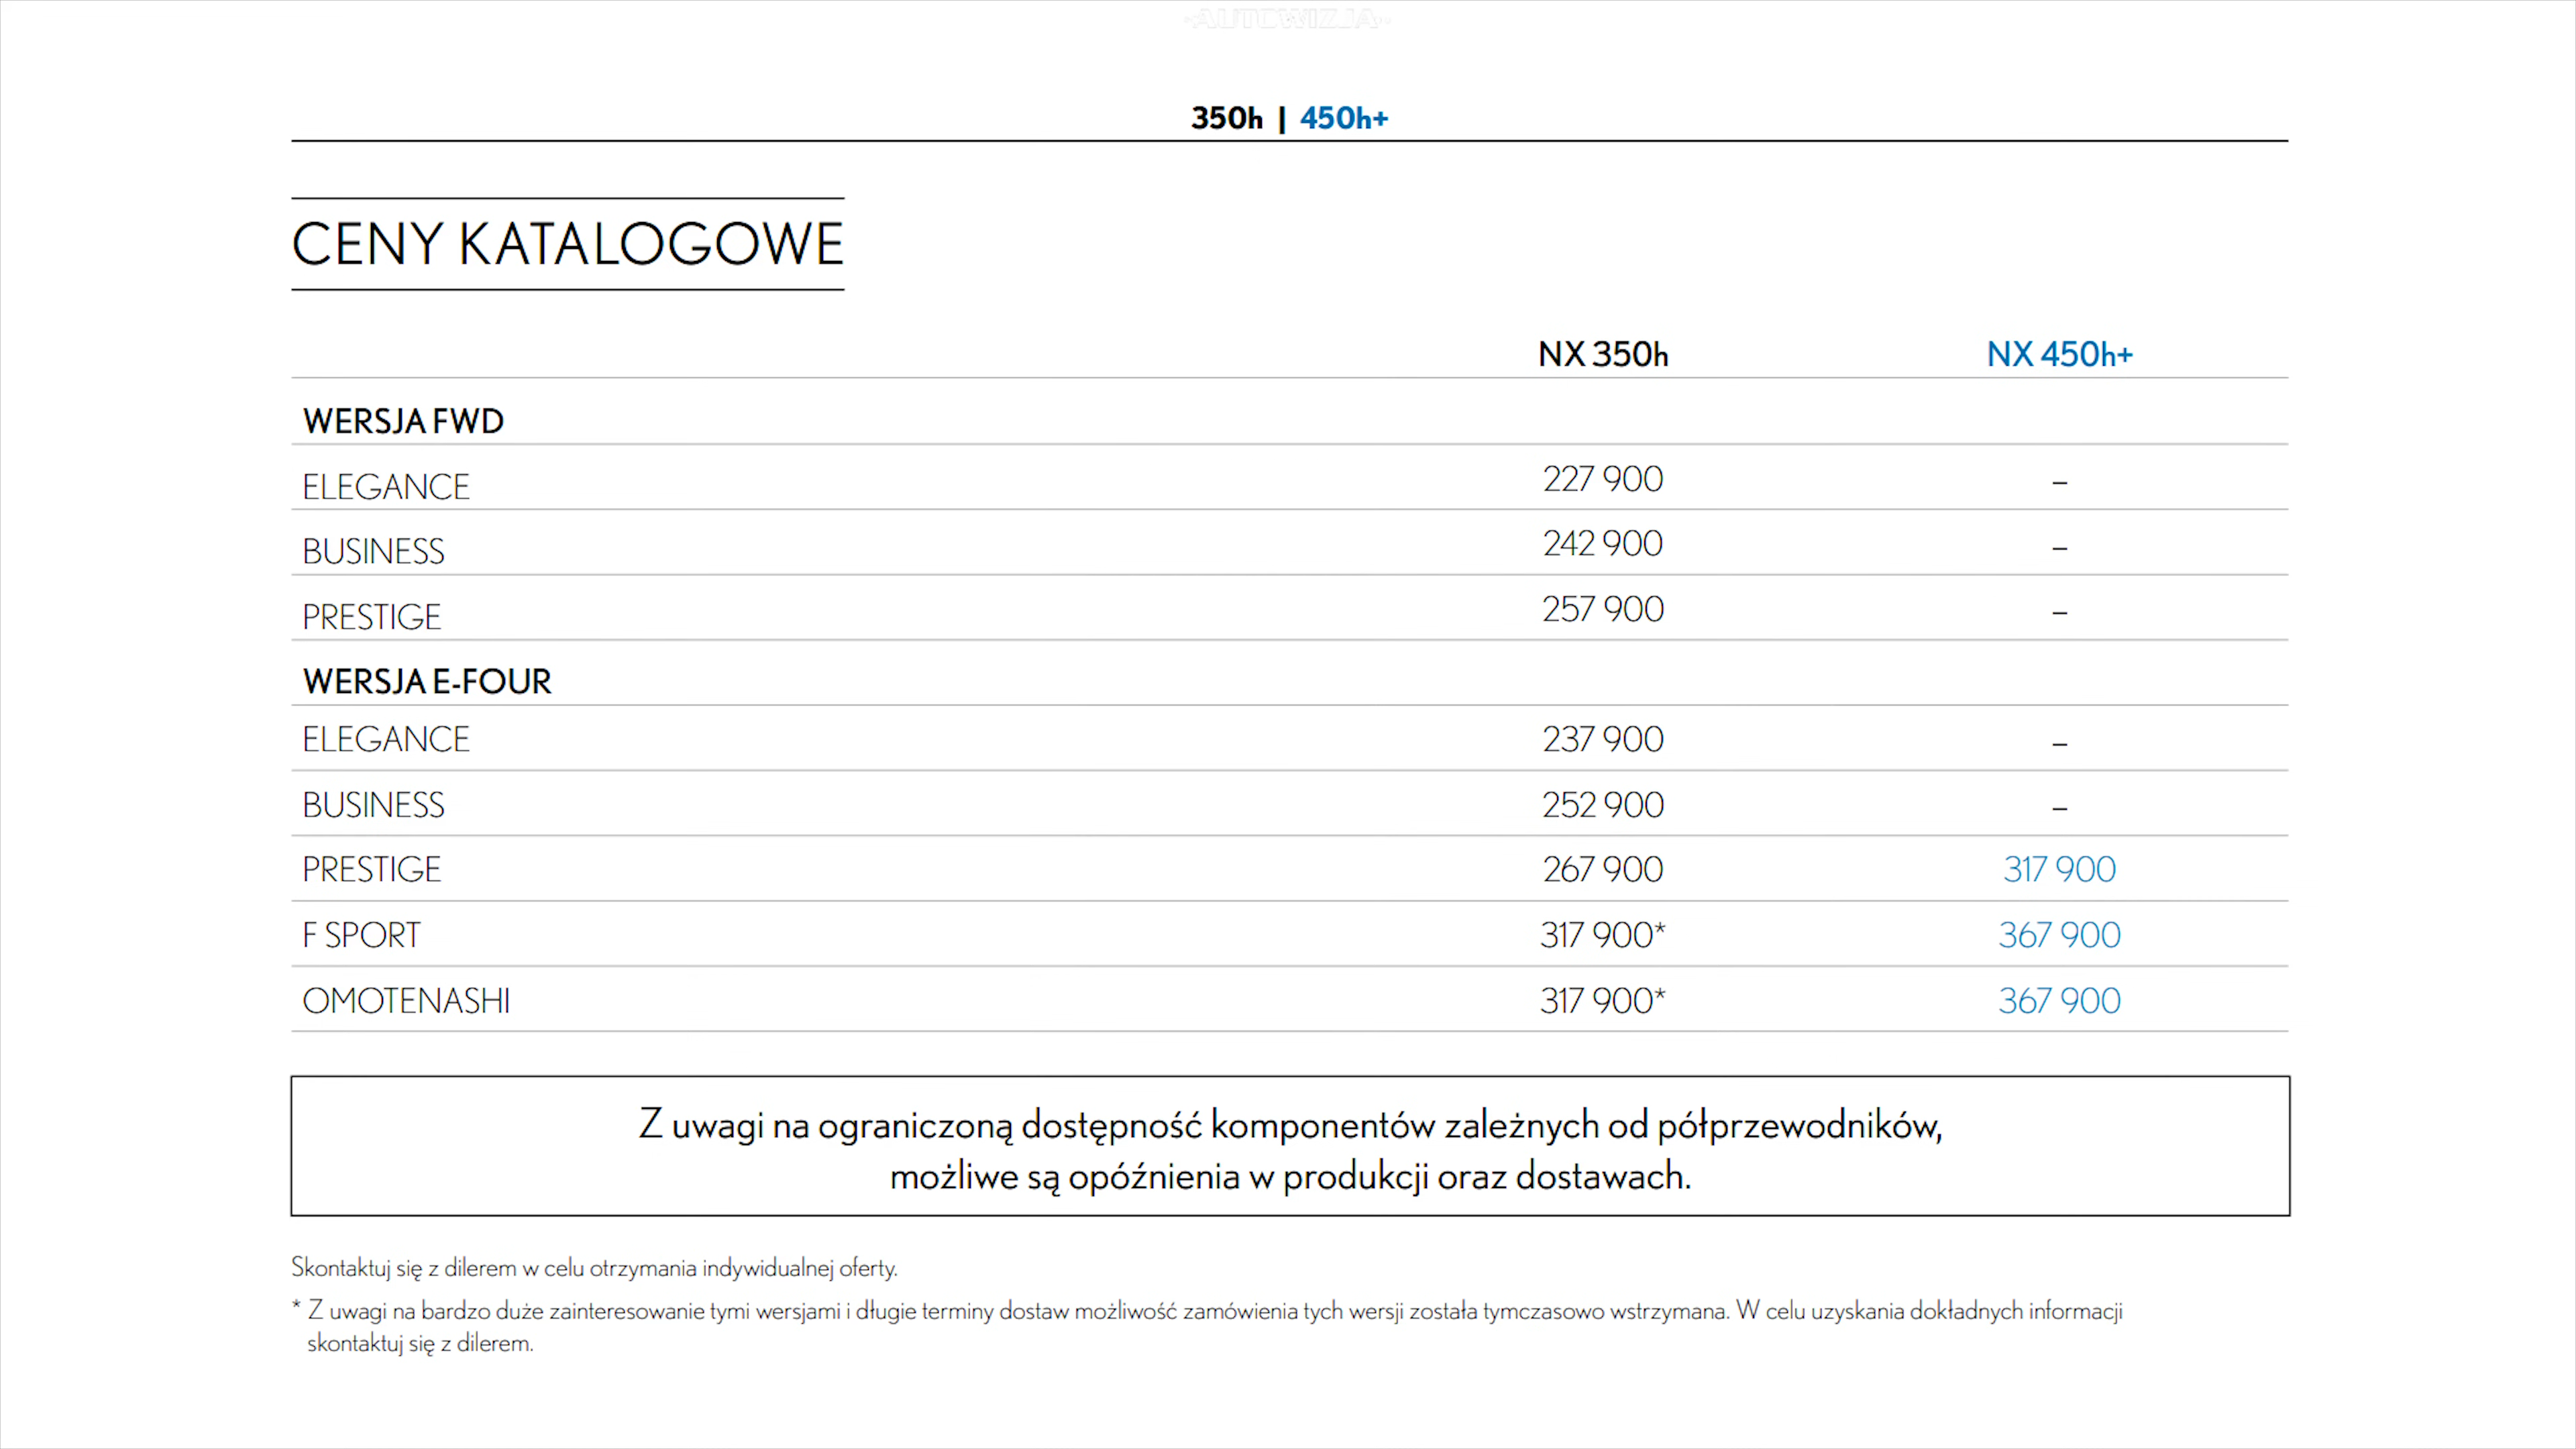 AUTOWIZJA
350h | 450h+
CENY KATALOGOWE
NX 350h NX 450h+
WERSJA FWD
ELEGANCE 227 900 –
BUSINESS 242 900 –
PRESTIGE 257 900 –
WERSJA E-FOUR
ELEGANCE 237 900 –
BUSINESS 252 900 –
PRESTIGE 267 900 317 900
F SPORT 317 900* 367 900
OMOTENASHI 317 900* 367 900
Z uwagi na ograniczoną dostępność komponentów zależnych od półprzewodników,
możliwe są opóźnienia w produkcji oraz dostawach.
Skontaktuj się z dilerem w celu otrzymania indywidualnej oferty.
* Z uwagi na bardzo duże zainteresowanie tymi wersjami i długie terminy dostaw możliwość zamówienia tych wersji została tymczasowo wstrzymana. W celu uzyskania dokładnych informacji
skontaktuj się z dilerem.